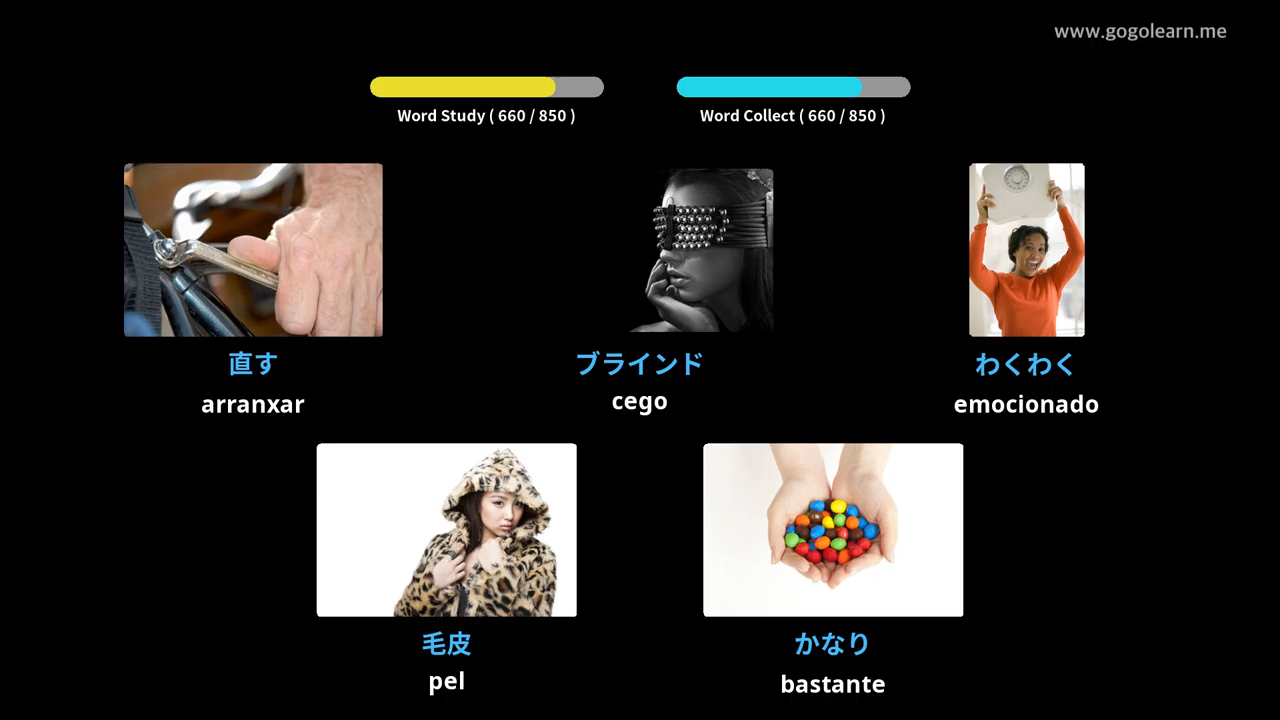 www.gogolearn.me
Word Study ( 660 / 850 )
Word Collect ( 660 / 850 )
直す
arranxar
ブラインド
cego
わくわく
emocionado
毛皮
pel
かなり
bastante